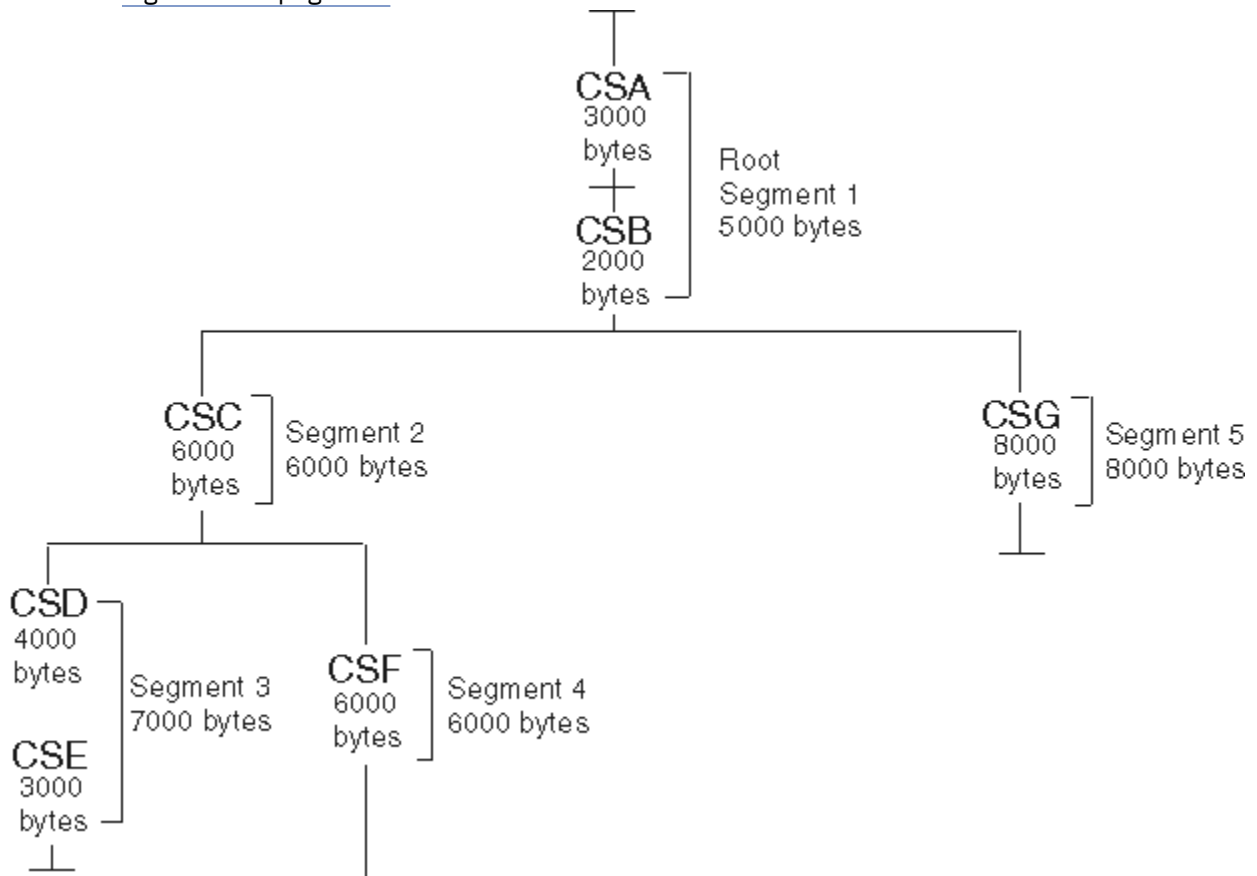 CSA
3000
bytes
CSB
2000
bytes
Root
Segment 1
5000 bytes
CSC
6000
bytes
Segment 2
6000 bytes
CSG
8000
bytes
Segment 5
8000 bytes
CSD
4000
bytes
CSE
3000
bytes
Segment 3
7000 bytes
CSF
6000
bytes
Segment 4
6000 bytes